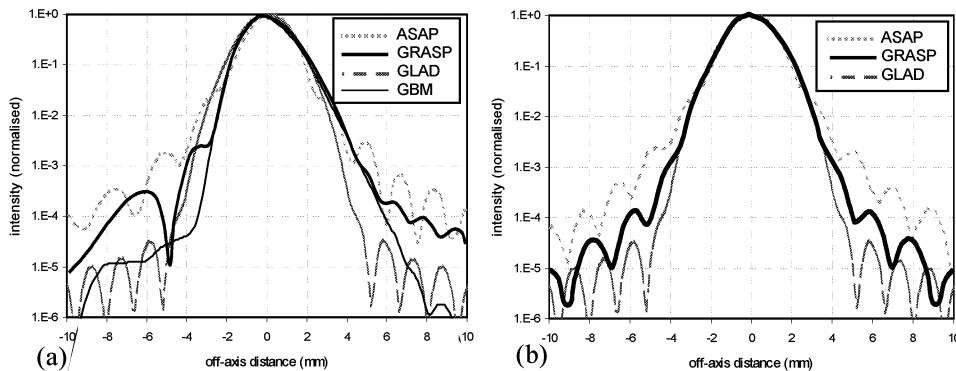 ASAP
GRASP
GLAD
GBM
1.E+0
1.E-1
1.E-2
1.E-3
1.E-4
1.E-5
1.E-6
intensity (normalised)
-10 -8 -6 -4 -2 0 2 4 6 8 10
off-axis distance (mm)
(a)
ASAP
GRASP
GLAD
1.E+0
1.E-1
1.E-2
1.E-3
1.E-4
1.E-5
1.E-6
intensity (normalised)
-10 -8 -6 -4 -2 0 2 4 6 8 10
off-axis distance (mm)
(b)